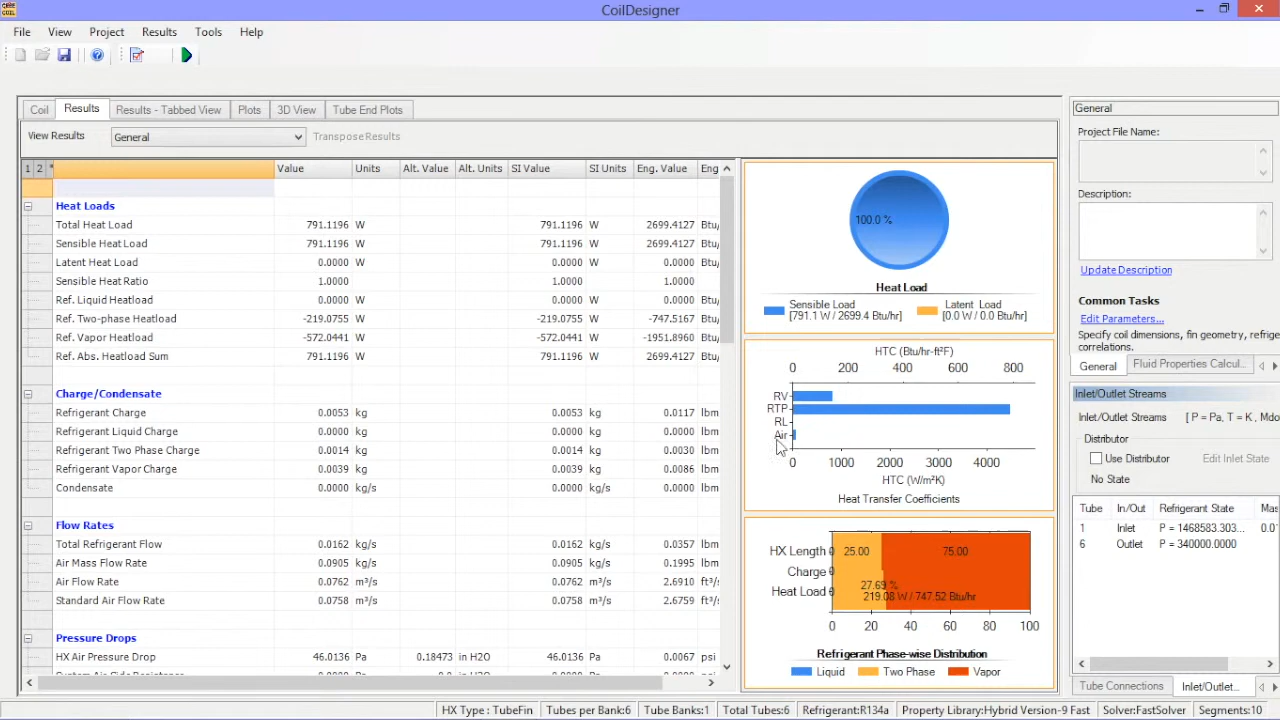 CoilDesigner
File View Project Results Tools Help
Coil Results Results - Tabbed View Plots 3D View Tube End Plots
View Results General Transpose Results
1 2 * Value Units Alt. Value Alt. Units SI Value SI Units Eng. Value Eng
Heat Loads
Total Heat Load 791.1196 W 791.1196 W 2699.4127 Btu/
Sensible Heat Load 791.1196 W 791.1196 W 2699.4127 Btu/
Latent Heat Load 0.0000 W 0.0000 W 0.0000 Btu/
Sensible Heat Ratio 1.0000 1.0000 1.0000
Ref. Liquid Heatload 0.0000 W 0.0000 W 0.0000 Btu/
Ref. Two-phase Heatload -219.0755 W -219.0755 W -747.5167 Btu/
Ref. Vapor Heatload -572.0441 W -572.0441 W -1951.8960 Btu/
Ref. Abs. Heatload Sum 791.1196 W 791.1196 W 2699.4127 Btu/
Charge/Condensate
Refrigerant Charge 0.0053 kg 0.0053 kg 0.0117 lbm
Refrigerant Liquid Charge 0.0000 kg 0.0000 kg 0.0000 lbm
Refrigerant Two Phase Charge 0.0014 kg 0.0014 kg 0.0030 lbm
Refrigerant Vapor Charge 0.0039 kg 0.0039 kg 0.0086 lbm
Condensate 0.0000 kg/s 0.0000 kg/s 0.0000 lbm
Flow Rates
Total Refrigerant Flow 0.0162 kg/s 0.0162 kg/s 0.0357 lbm
Air Mass Flow Rate 0.0905 kg/s 0.0905 kg/s 0.1995 lbm
Air Flow Rate 0.0762 m³/s 0.0762 m³/s 2.6910 ft³/
Standard Air Flow Rate 0.0758 m³/s 0.0758 m³/s 2.6759 ft³/
Pressure Drops
HX Air Pressure Drop 46.0136 Pa 0.18473 in H2O 46.0136 Pa 0.0067 psi
100.0 %
Heat Load
Sensible Load Latent Load
[791.1 W / 2699.4 Btu/hr] [0.0 W / 0.0 Btu/hr]
HTC (Btu/hr-ft²F)
0 200 400 600 800
RV
RTP
RL
Air
0 1000 2000 3000 4000
HTC (W/m²K)
Heat Transfer Coefficients
HX Length 0 25.00 75.00
Charge 0
27.69 %
Heat Load 0 219.08 W / 747.52 Btu/hr
0 20 40 60 80 100
Refrigerant Phase-wise Distribution
Liquid Two Phase Vapor
General
Project File Name:
Description:
Update Description
Common Tasks
Edit Parameters...
Specify coil dimensions, fin geometry, refrige
correlations.
General Fluid Properties Calcul...
Inlet/Outlet Streams
Inlet/Outlet Streams [ P = Pa, T = K , Mdo
Distributor
Use Distributor Edit Inlet State
No State
Tube In/Out Refrigerant State Mas
1 Inlet P = 1468583.303... 0.0
6 Outlet P = 340000.0000
Tube Connections Inlet/Outlet...
HX Type : TubeFin Tubes per Bank:6 Tube Banks:1 Total Tubes:6 Refrigerant:R134a Property Library:Hybrid Version-9 Fast Solver:FastSolver Segments:10